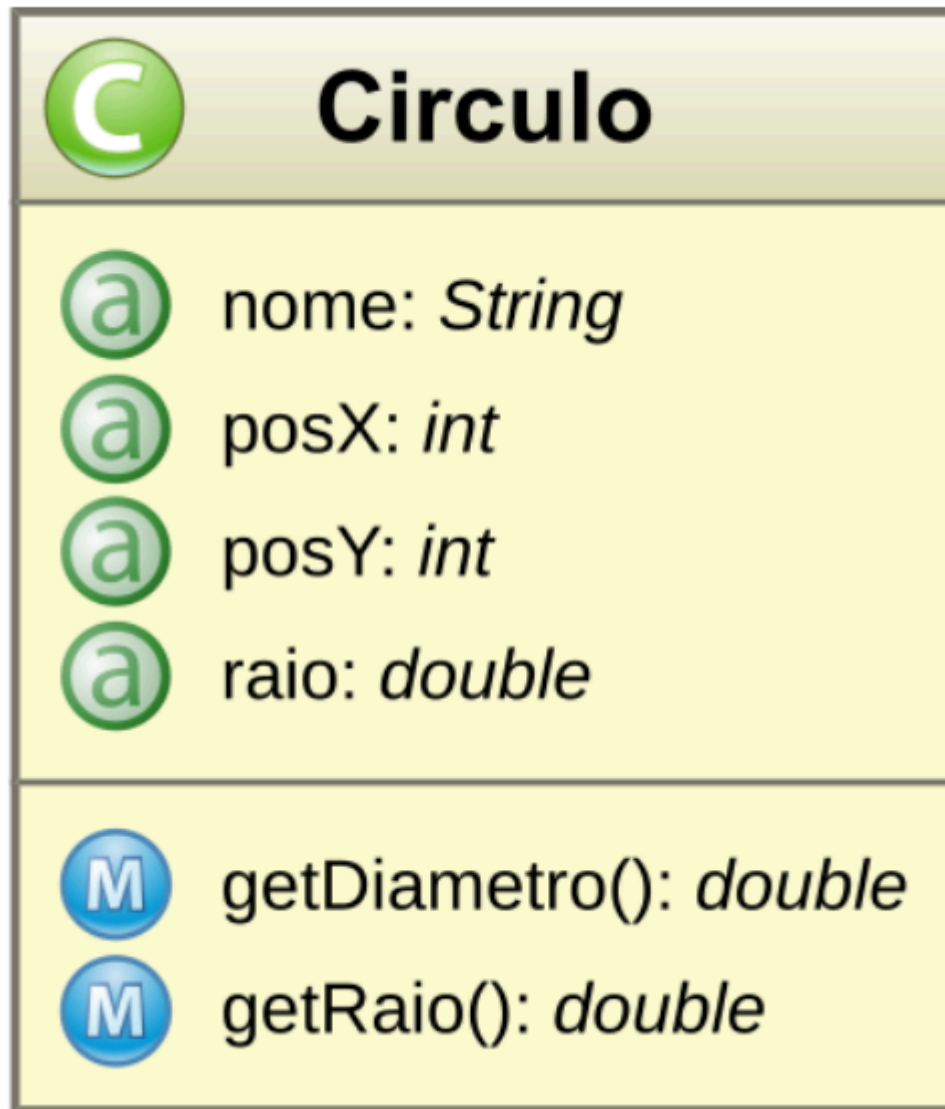 C Circulo
a nome: String
a posX: int
a posY: int
a raio: double
M getDiametro(): double
M getRaio(): double